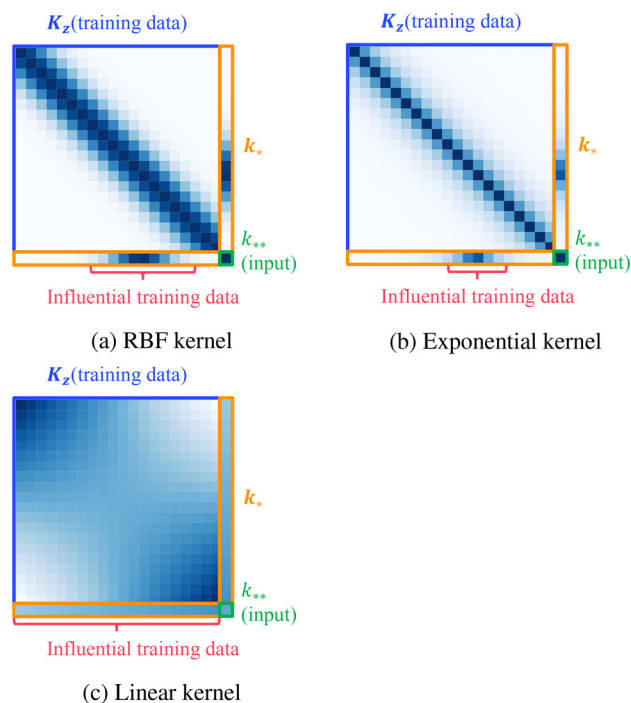 K_z(training data)
k_*
k_**
(input)
Influential training data
(a) RBF kernel
K_z(training data)
k_*
k_**
(input)
Influential training data
(b) Exponential kernel
K_z(training data)
k_*
k_**
(input)
Influential training data
(c) Linear kernel